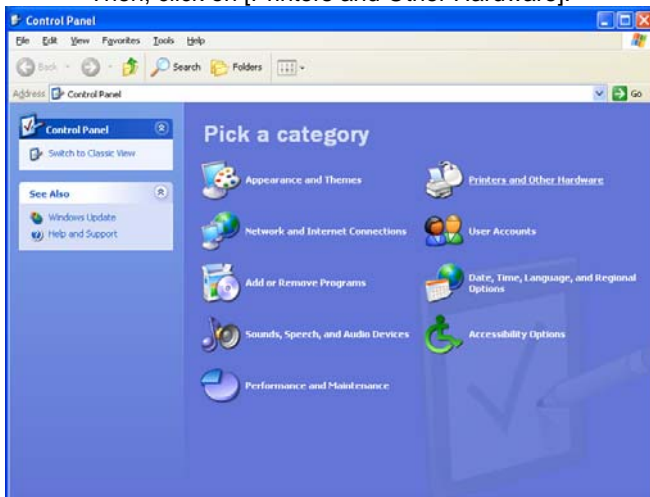 Then, click on [Printers and Other Hardware].
Control Panel
File Edit View Favorites Tools Help
Back Search Folders
Address Control Panel Go
Control Panel
Switch to Classic View
See Also
Windows Update
Help and Support
Pick a category
Appearance and Themes
Printers and Other Hardware
Network and Internet Connections
User Accounts
Add or Remove Programs
Date, Time, Language, and Regional
Options
Sounds, Speech, and Audio Devices
Accessibility Options
Performance and Maintenance